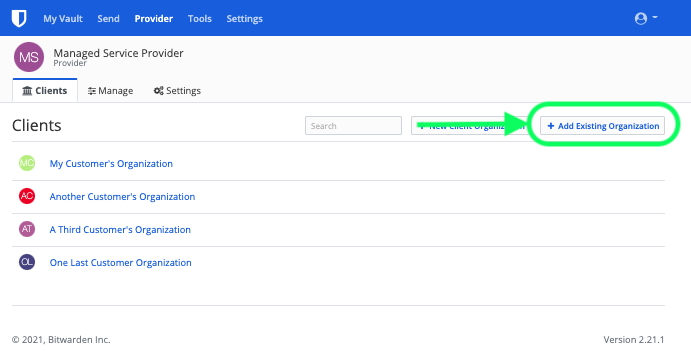 My Vault Send Provider Tools Settings
MS
Managed Service Provider
Provider
Clients Manage Settings
Clients
Search
New Client Organization
+ Add Existing Organization
MC My Customer's Organization
AC Another Customer's Organization
AT A Third Customer's Organization
OL One Last Customer Organization
© 2021, Bitwarden Inc. Version 2.21.1